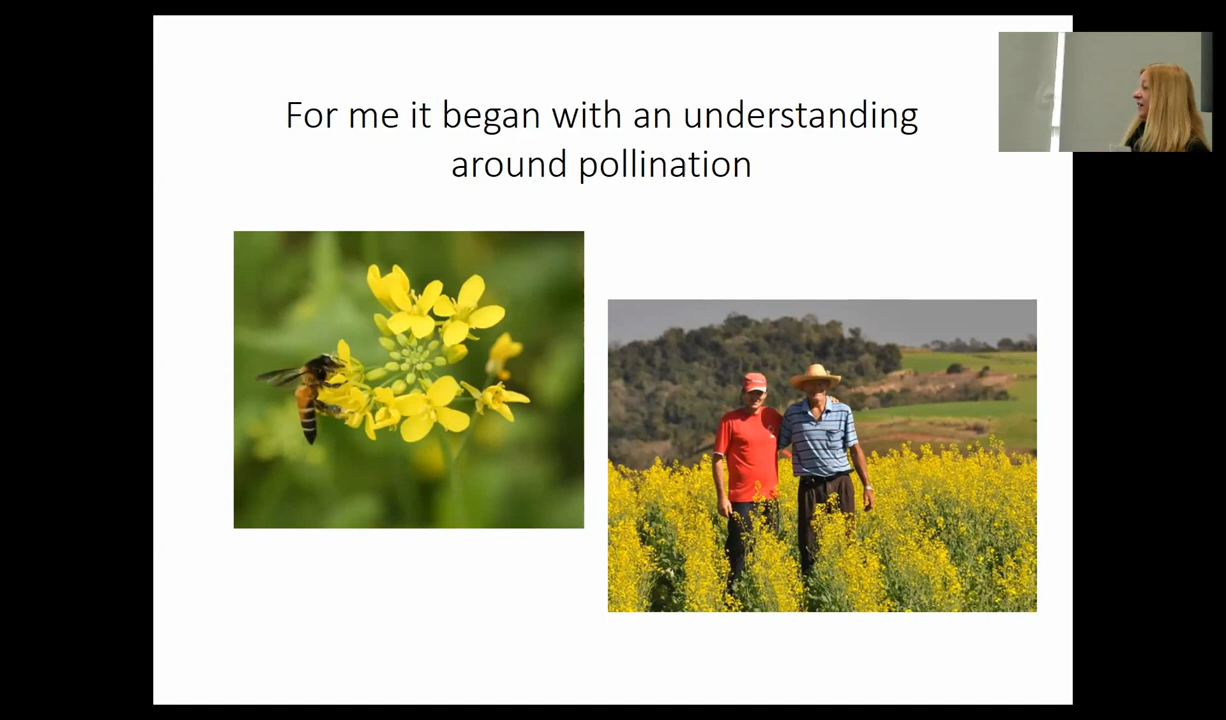 For me it began with an understanding
around pollination